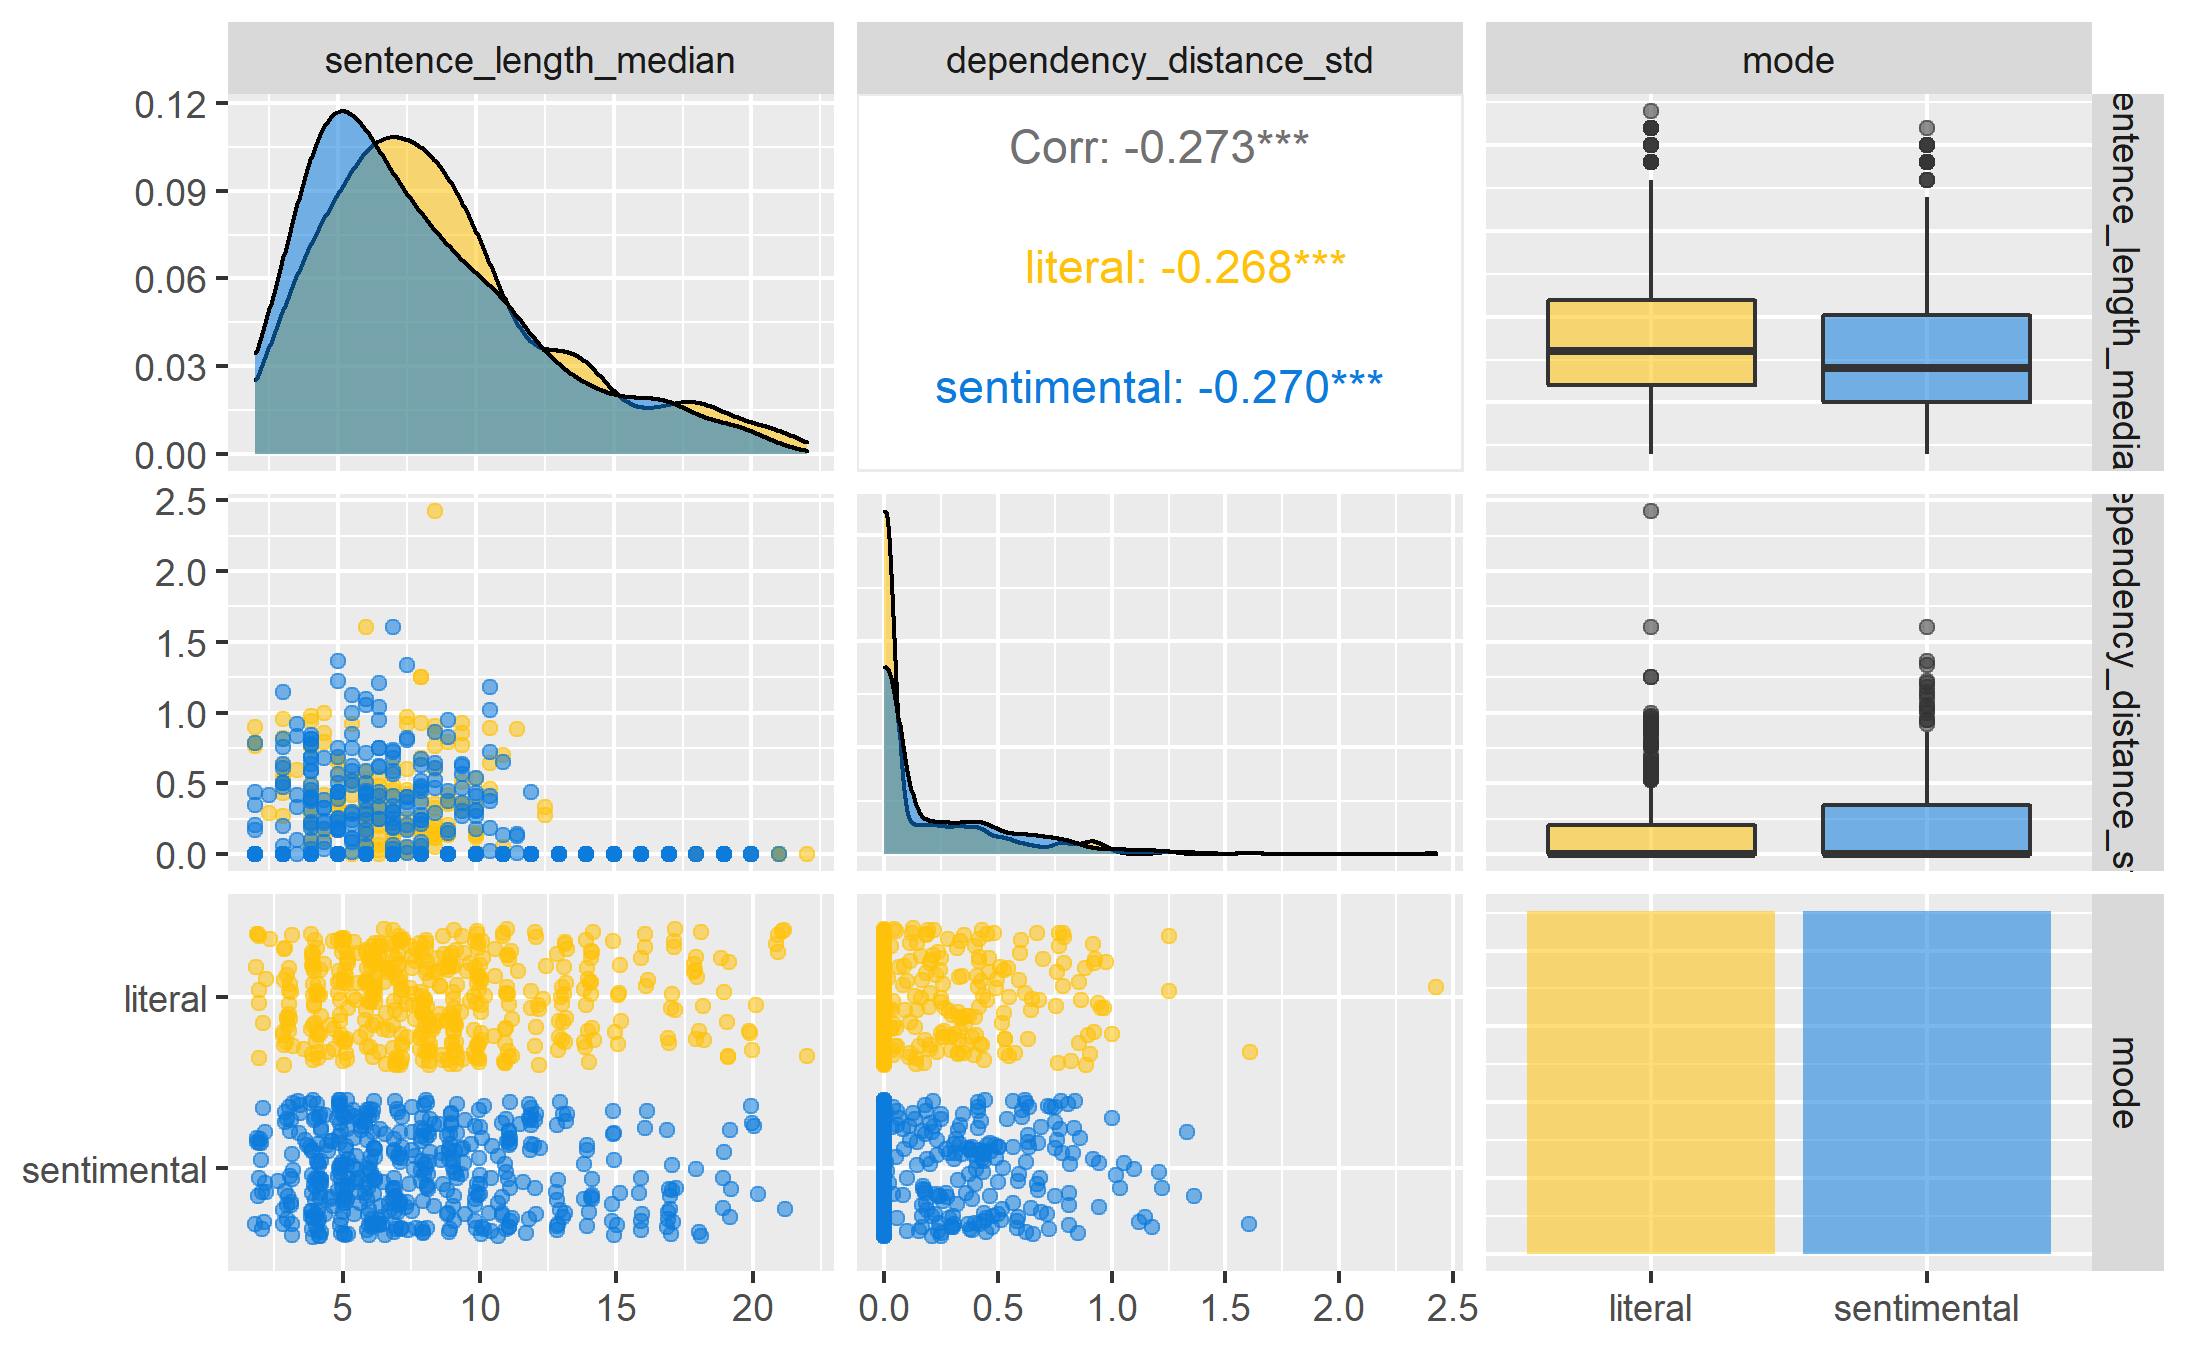 sentence_length_median
dependency_distance_std
mode
0.12
0.09
0.06
0.03
0.00
Corr: -0.273***
literal: -0.268***
sentimental: -0.270***
entence_length_media
2.5
2.0
1.5
1.0
0.5
0.0
ependency_distance_s
literal
sentimental
mode
5 10 15 20
0.0 0.5 1.0 1.5 2.0 2.5
literal sentimental